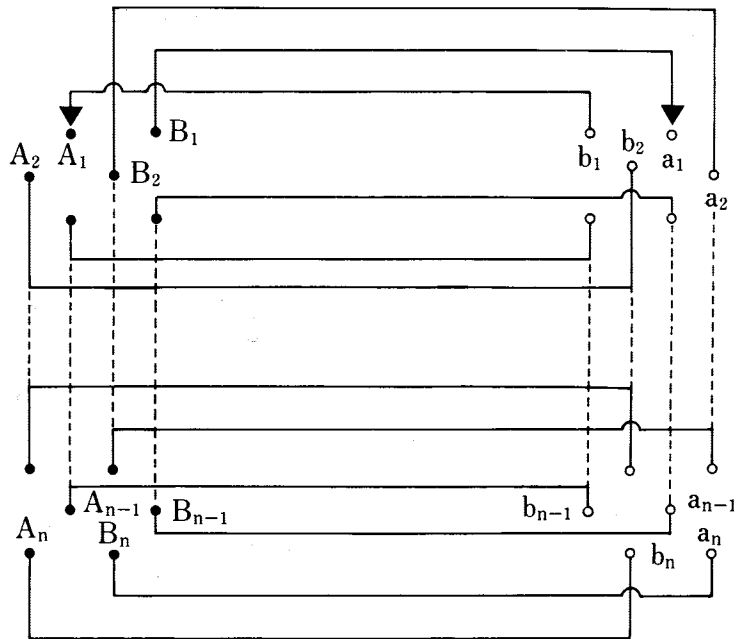 B₁
A₂ A₁ b₁ b₂ a₁
B₂ a₂
Aₙ₋₁ Bₙ₋₁ bₙ₋₁ aₙ₋₁
Aₙ Bₙ bₙ aₙ